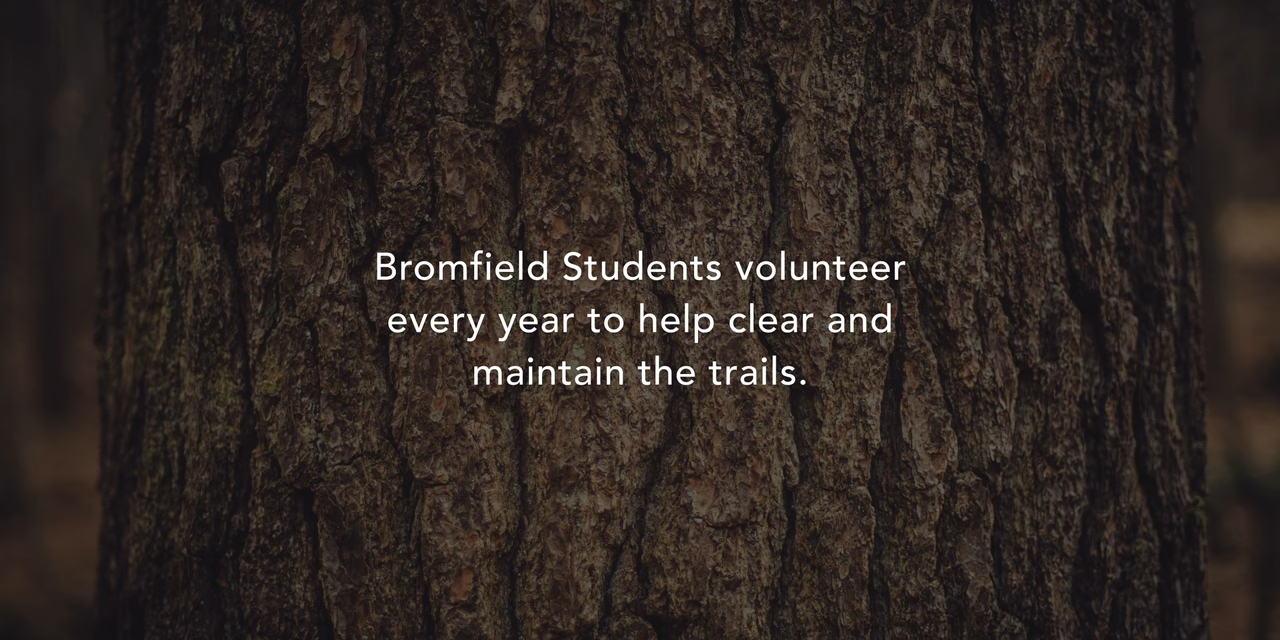 Bromfield Students volunteer
every year to help clear and
maintain the trails.